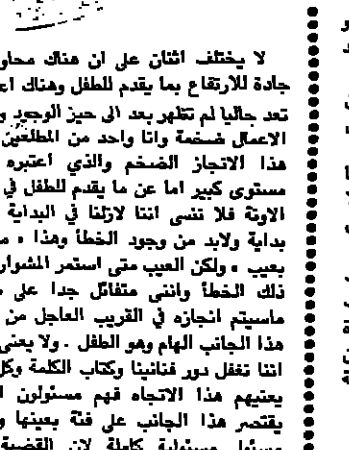 لا يختلف اثنان على ان هناك محاو
جادة للارتفاع بما يقدم للطفل وهناك اع
تعد حاليا لم تظهر بعد الى حيز الوجود و
الاعمال ضخمة وانا واحد من المطلعين
هذا الانجاز الضخم والذي اعتبره
مستوى كبير اما عن ما يقدم للطفل في
الاونة فلا ننسى اننا لازلنا في البداية
بداية ولابد من وجود الخطأ وهذا ء م
بعيب ء ولكن العيب متى استمر المشوار
ذلك الخطأ وانني متفائل جدا على م
ماسيتم انجازه في القريب العاجل من
هذا الجانب الهام وهو الطفل . ولا يعني
اننا نغفل دور فنانينا وكتاب الكلمة وكل
يعنيهم هذا الاتجاه فهم مسئولون ا
يقتصر هذا الجانب على فئة بعينها و
مسئول مسئولية كاملة لان القضية